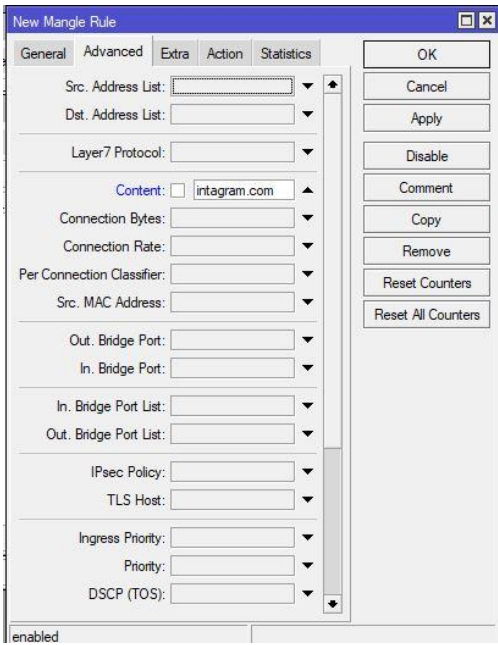 New Mangle Rule
General Advanced Extra Action Statistics
OK
Src. Address List:
Cancel
Dst. Address List:
Apply
Layer7 Protocol:
Disable
Content: intagram.com
Comment
Connection Bytes:
Copy
Connection Rate:
Remove
Per Connection Classifier:
Reset Counters
Src. MAC Address:
Reset All Counters
Out. Bridge Port:
In. Bridge Port:
In. Bridge Port List:
Out. Bridge Port List:
IPsec Policy:
TLS Host:
Ingress Priority:
Priority:
DSCP (TOS):
enabled